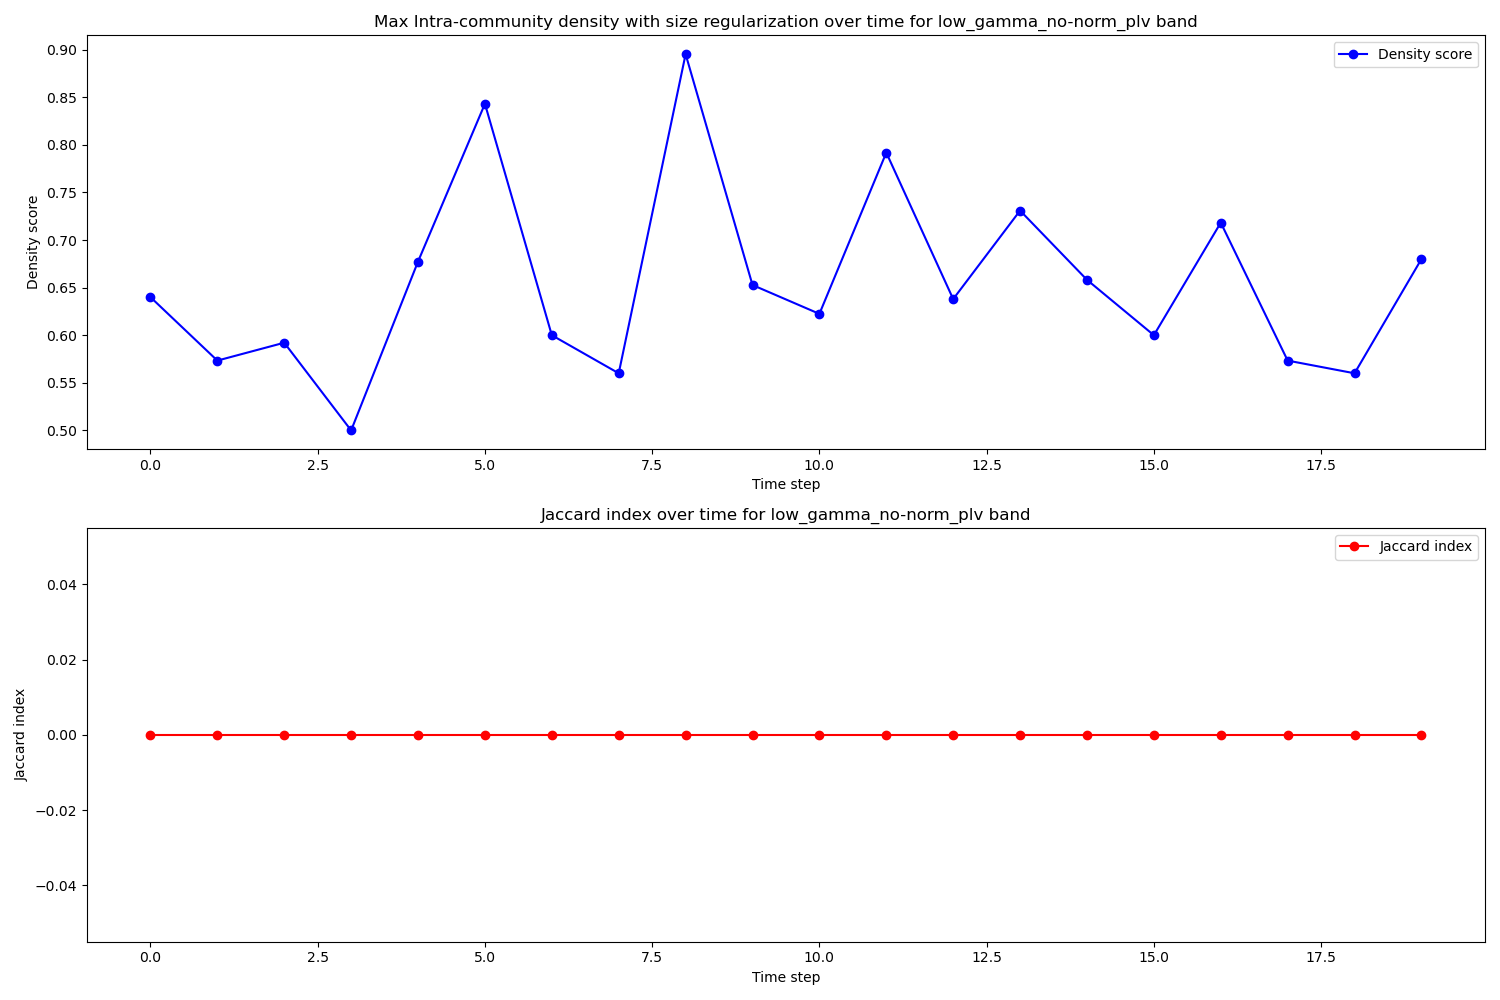 Max Intra-community density with size regularization over time for low_gamma_no-norm_plv band
Density score
0.90
0.85
0.80
0.75
0.70
0.65
0.60
0.55
0.50
Density score
0.0 2.5 5.0 7.5 10.0 12.5 15.0 17.5
Time step
Jaccard index over time for low_gamma_no-norm_plv band
Jaccard index
0.04
0.02
0.00
−0.02
−0.04
Jaccard index
0.0 2.5 5.0 7.5 10.0 12.5 15.0 17.5
Time step